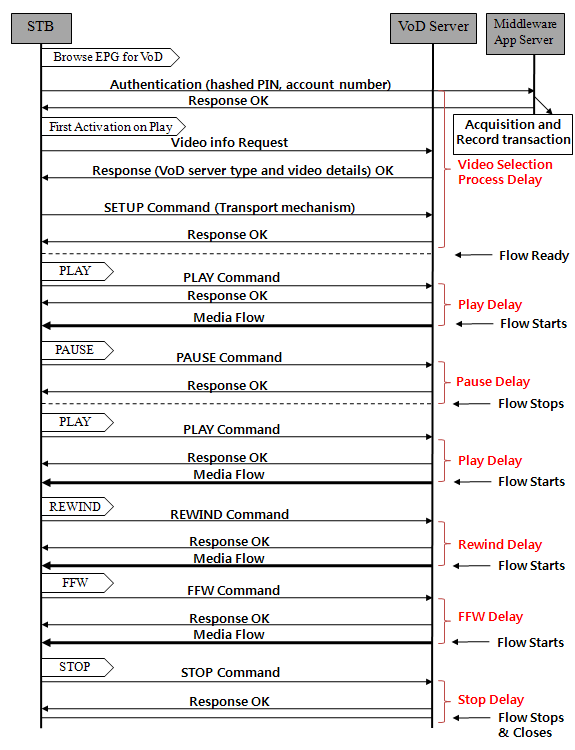 STB
VoD Server
Middleware
App Server
Browse EPG for VoD
Authentication (hashed PIN, account number)
Response OK
Acquisition and
Record transaction
First Activation on Play
Video info Request
Video Selection
Process Delay
Response (VoD server type and video details) OK
SETUP Command (Transport mechanism)
Response OK
Flow Ready
PLAY
PLAY Command
Response OK
Play Delay
Media Flow
Flow Starts
PAUSE
PAUSE Command
Response OK
Pause Delay
Flow Stops
PLAY
PLAY Command
Response OK
Play Delay
Media Flow
Flow Starts
REWIND
REWIND Command
Response OK
Rewind Delay
Media Flow
Flow Starts
FFW
FFW Command
Response OK
FFW Delay
Media Flow
Flow Starts
STOP
STOP Command
Response OK
Stop Delay
Flow Stops
& Closes